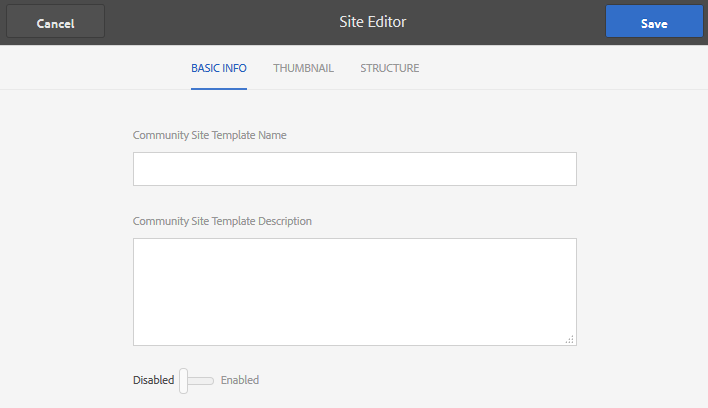 Cancel Site Editor Save
BASIC INFO THUMBNAIL STRUCTURE
Community Site Template Name
Community Site Template Description
Disabled Enabled